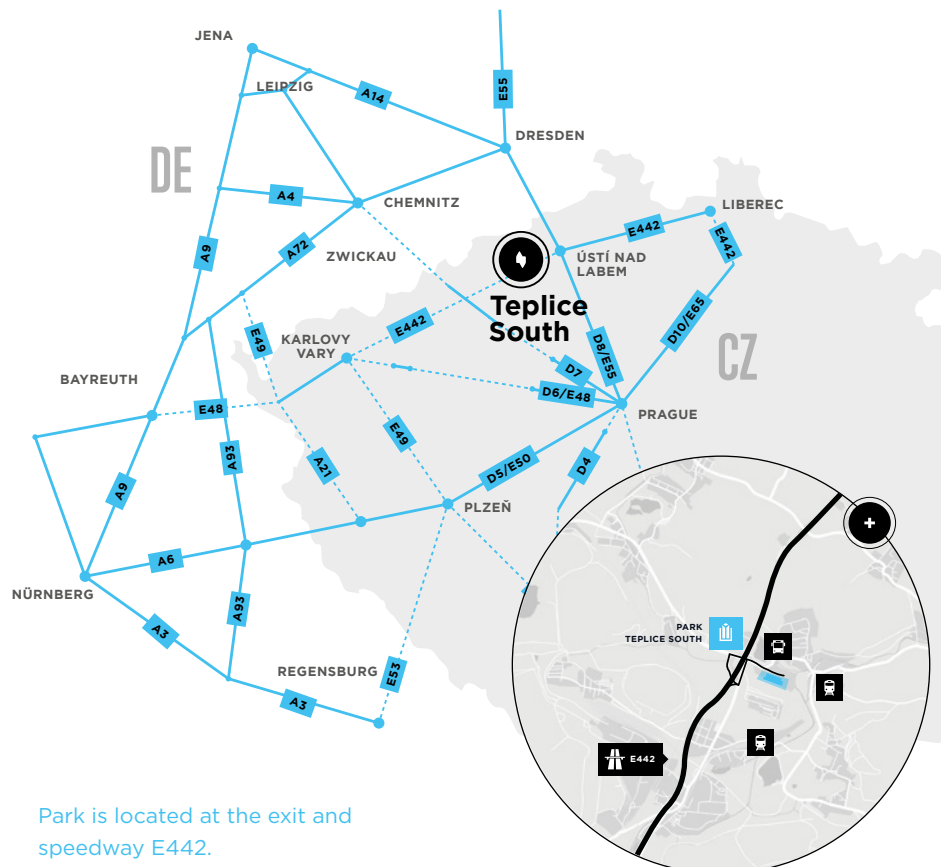 JENA
LEIPZIG
A14
E55
DRESDEN
DE
A4
CHEMNITZ
LIBEREC
E442
E442
A72
ZWICKAU
A9
ÚSTÍ NAD
LABEM
Teplice
South
E442
E49
KARLOVY
VARY
D8/E55
D10/E65
CZ
D7
D6/E48
BAYREUTH
E48
PRAGUE
E49
A93
A21
D5/E50
D4
A9
PLZEŇ
A6
NÜRNBERG
A93
A3
REGENSBURG
E53
A3
PARK
TEPLICE SOUTH
E442
Park is located at the exit and
speedway E442.